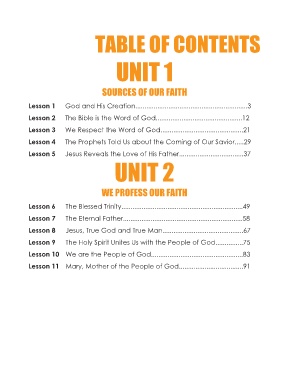 TABLE OF CONTENTS
UNIT 1
SOURCES OF OUR FAITH
Lesson 1 God and His Creation.....................................................3
Lesson 2 The Bible is the Word of God........................................12
Lesson 3 We Respect the Word of God.......................................21
Lesson 4 The Prophets Told Us about the Coming of Our Savior.....29
Lesson 5 Jesus Reveals the Love of His Father..............................37
UNIT 2
WE PROFESS OUR FAITH
Lesson 6 The Blessed Trinity...........................................................49
Lesson 7 The Eternal Father........................................................58
Lesson 8 Jesus, True God and True Man......................................67
Lesson 9 The Holy Spirit Unites Us with the People of God.............75
Lesson 10 We are the People of God...........................................83
Lesson 11 Mary, Mother of the People of God..............................91